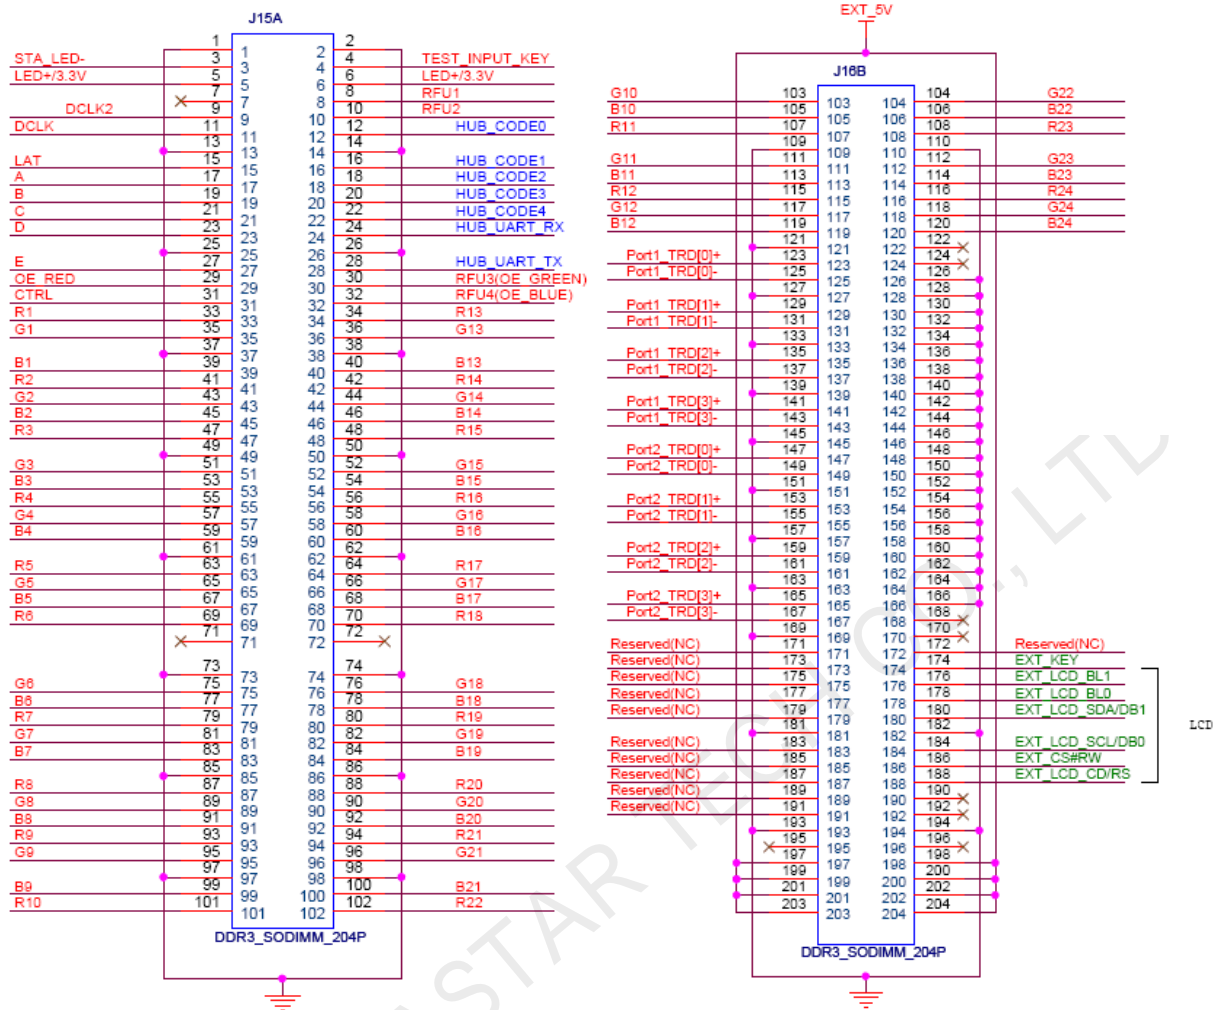 J15A
1 1 2 2
STA_LED- 3 3 4 4 TEST_INPUT_KEY
LED+/3.3V 5 5 6 6 LED+/3.3V
7 7 8 8 RFU1
DCLK2 9 9 10 10 RFU2
DCLK 11 11 12 12 HUB_CODE0
13 13 14 14
LAT 15 15 16 16 HUB_CODE1
A 17 17 18 18 HUB_CODE2
B 19 19 20 20 HUB_CODE3
C 21 21 22 22 HUB_CODE4
D 23 23 24 24 HUB_UART_RX
25 25 26 26
E 27 27 28 28 HUB_UART_TX
OE_RED 29 29 30 30 RFU3(OE_GREEN)
CTRL 31 31 32 32 RFU4(OE_BLUE)
R1 33 33 34 34 R13
G1 35 35 36 36 G13
37 37 38 38
B1 39 39 40 40 B13
R2 41 41 42 42 R14
G2 43 43 44 44 G14
B2 45 45 46 46 B14
R3 47 47 48 48 R15
49 49 50 50
G3 51 51 52 52 G15
B3 53 53 54 54 B15
R4 55 55 56 56 R16
G4 57 57 58 58 G16
B4 59 59 60 60 B16
61 61 62 62
R5 63 63 64 64 R17
G5 65 65 66 66 G17
B5 67 67 68 68 B17
R6 69 69 70 70 R18
71 71 72 72
73 73 74 74
G6 75 75 76 76 G18
B6 77 77 78 78 B18
R7 79 79 80 80 R19
G7 81 81 82 82 G19
B7 83 83 84 84 B19
85 85 86 86
R8 87 87 88 88 R20
G8 89 89 90 90 G20
B8 91 91 92 92 B20
R9 93 93 94 94 R21
G9 95 95 96 96 G21
97 97 98 98
B9 99 99 100 100 B21
R10 101 101 102 102 R22
DDR3_SODIMM_204P
EXT_5V
J16B
G10 103 103 104 104 G22
B10 105 105 106 106 B22
R11 107 107 108 108 R23
109 109 110 110
G11 111 111 112 112 G23
B11 113 113 114 114 B23
R12 115 115 116 116 R24
G12 117 117 118 118 G24
B12 119 119 120 120 B24
121 121 122 122
Port1_TRD[0]+ 123 123 124 124
Port1_TRD[0]- 125 125 126 126
127 127 128 128
Port1_TRD[1]+ 129 129 130 130
Port1_TRD[1]- 131 131 132 132
133 133 134 134
Port1_TRD[2]+ 135 135 136 136
Port1_TRD[2]- 137 137 138 138
139 139 140 140
Port1_TRD[3]+ 141 141 142 142
Port1_TRD[3]- 143 143 144 144
145 145 146 146
Port2_TRD[0]+ 147 147 148 148
Port2_TRD[0]- 149 149 150 150
151 151 152 152
Port2_TRD[1]+ 153 153 154 154
Port2_TRD[1]- 155 155 156 156
157 157 158 158
Port2_TRD[2]+ 159 159 160 160
Port2_TRD[2]- 161 161 162 162
163 163 164 164
Port2_TRD[3]+ 165 165 166 166
Port2_TRD[3]- 167 167 168 168
169 169 170 170
Reserved(NC) 171 171 172 172 Reserved(NC)
Reserved(NC) 173 173 174 174 EXT_KEY
Reserved(NC) 175 175 176 176 EXT_LCD_BL1
Reserved(NC) 177 177 178 178 EXT_LCD_BL0
Reserved(NC) 179 179 180 180 EXT_LCD_SDA/DB1
181 181 182 182
LCD
Reserved(NC) 183 183 184 184 EXT_LCD_SCL/DB0
Reserved(NC) 185 185 186 186 EXT_CS#RW
Reserved(NC) 187 187 188 188 EXT_LCD_CD/RS
Reserved(NC) 189 189 190 190
Reserved(NC) 191 191 192 192
193 193 194 194
195 195 196 196
197 197 198 198
199 199 200 200
201 201 202 202
203 203 204 204
DDR3_SODIMM_204P
STAR TECH CO., LTD